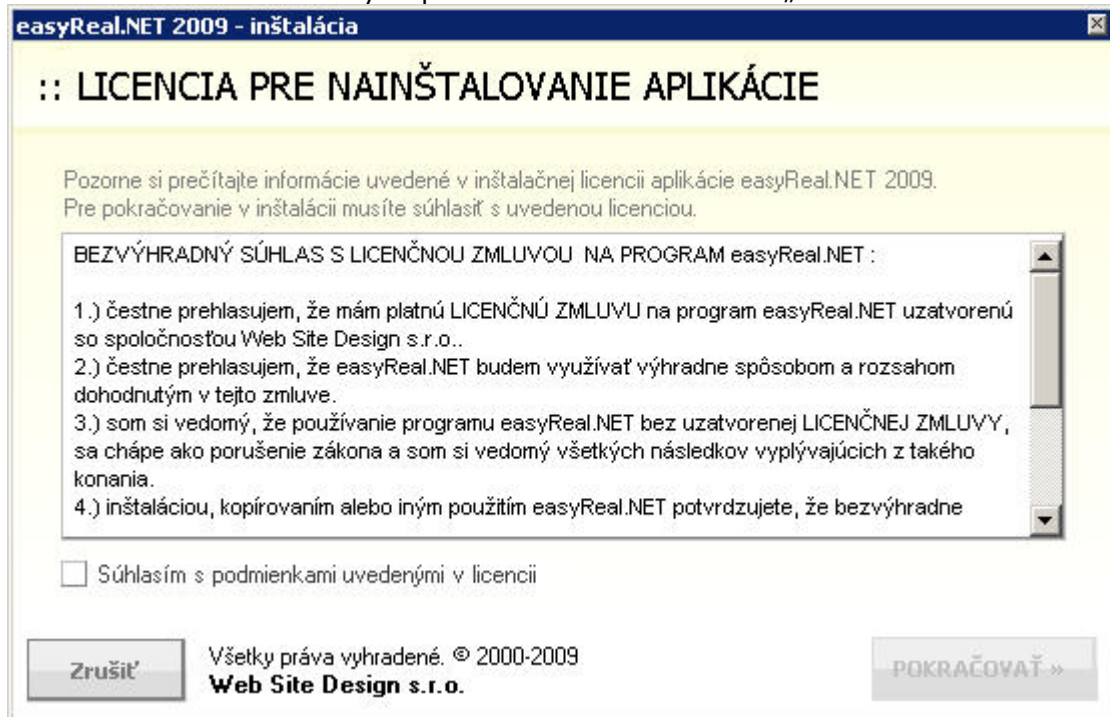 easyReal.NET 2009 - inštalácia
:: LICENCIA PRE NAINŠTALOVANIE APLIKÁCIE
Pozorne si prečítajte informácie uvedené v inštalačnej licencii aplikácie easyReal.NET 2009.
Pre pokračovanie v inštalácii musíte súhlasiť s uvedenou licenciou.
BEZVÝHRADNÝ SÚHLAS S LICENČNOU ZMLUVOU NA PROGRAM easyReal.NET :
1.) čestne prehlasujem, že mám platnú LICENČNÚ ZMLUVU na program easyReal.NET uzatvorenú
so spoločnosťou Web Site Design s.r.o..
2.) čestne prehlasujem, že easyReal.NET budem využívať výhradne spôsobom a rozsahom
dohodnutým v tejto zmluve.
3.) som si vedomý, že používanie programu easyReal.NET bez uzatvorenej LICENČNEJ ZMLUVY,
sa chápe ako porušenie zákona a som si vedomý všetkých následkov vyplývajúcich z takého
konania.
4.) inštaláciou, kopírovaním alebo iným použitím easyReal.NET potvrdzujete, že bezvýhradne
Súhlasím s podmienkami uvedenými v licencii
Zrušiť
Všetky práva vyhradené. © 2000-2009
Web Site Design s.r.o.
POKRAČOVAŤ »